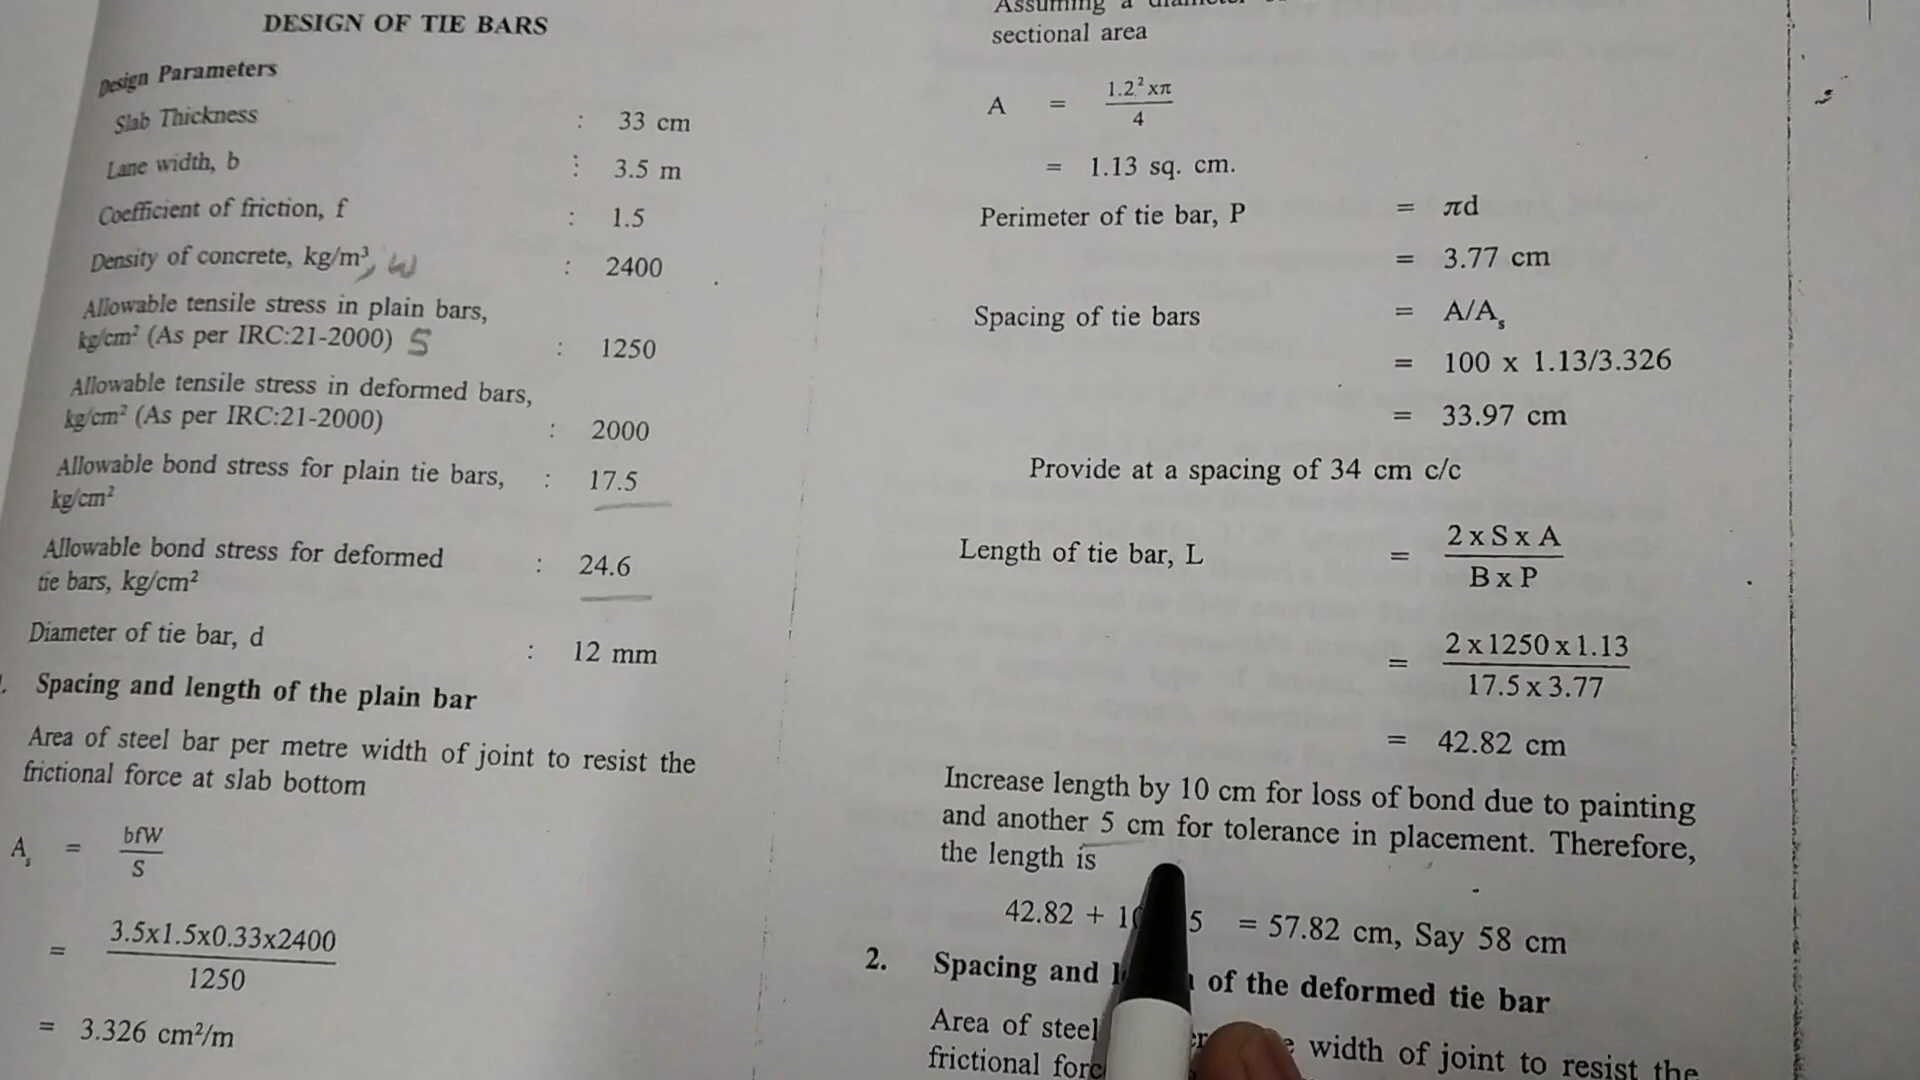 DESIGN OF TIE BARS
Design Parameters
Slab Thickness : 33 cm
Lane width, b : 3.5 m
Coefficient of friction, f : 1.5
Density of concrete, kg/m³, W : 2400
Allowable tensile stress in plain bars,
kg/cm² (As per IRC:21-2000) S : 1250
Allowable tensile stress in deformed bars,
kg/cm² (As per IRC:21-2000) : 2000
Allowable bond stress for plain tie bars, : 17.5
kg/cm²
Allowable bond stress for deformed : 24.6
tie bars, kg/cm²
Diameter of tie bar, d : 12 mm
Spacing and length of the plain bar
Area of steel bar per metre width of joint to resist the
frictional force at slab bottom
Aₛ = bfW
S
= 3.5x1.5x0.33x2400
1250
= 3.326 cm²/m
Assuming a diameter
sectional area
A = 1.2² xπ
4
= 1.13 sq. cm.
Perimeter of tie bar, P = πd
= 3.77 cm
Spacing of tie bars = A/Aₛ
= 100 x 1.13/3.326
= 33.97 cm
Provide at a spacing of 34 cm c/c
Length of tie bar, L = 2 x S x A
B x P
= 2 x 1250 x 1.13
17.5 x 3.77
= 42.82 cm
Increase length by 10 cm for loss of bond due to painting
and another 5 cm for tolerance in placement. Therefore,
the length is
42.82 + 5 = 57.82 cm, Say 58 cm
2. Spacing and of the deformed tie bar
Area of steel width of joint to resist the
frictional